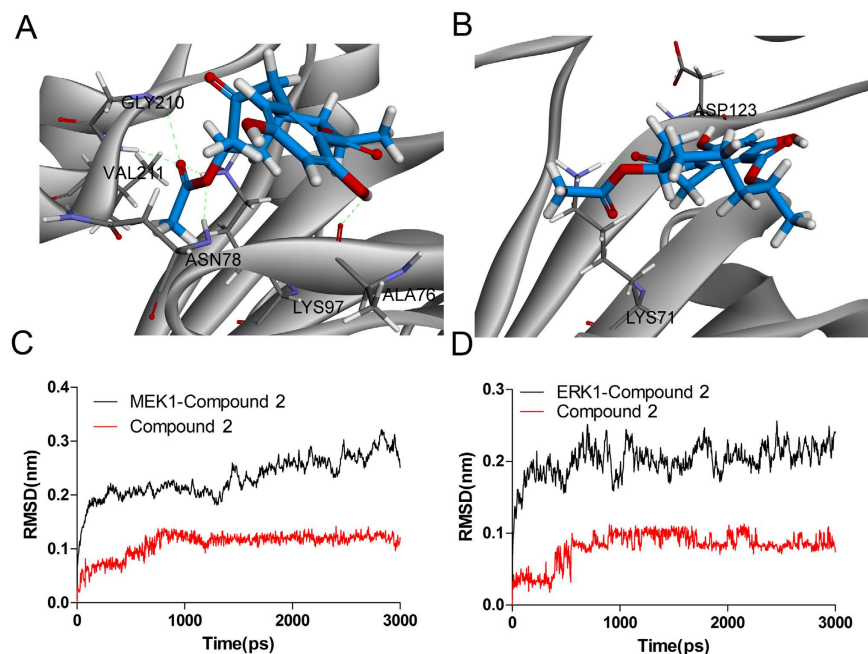 A
GLY210
VAL211
ASN78
LYS97
ALA76
B
ASP123
LYS71
C
0.4
0.3
0.2
0.1
0.0
RMSD(nm)
MEK1-Compound 2
Compound 2
0
1000
2000
3000
Time(ps)
D
0.3
0.2
0.1
0.0
RMSD(nm)
ERK1-Compound 2
Compound 2
0
1000
2000
3000
Time(ps)